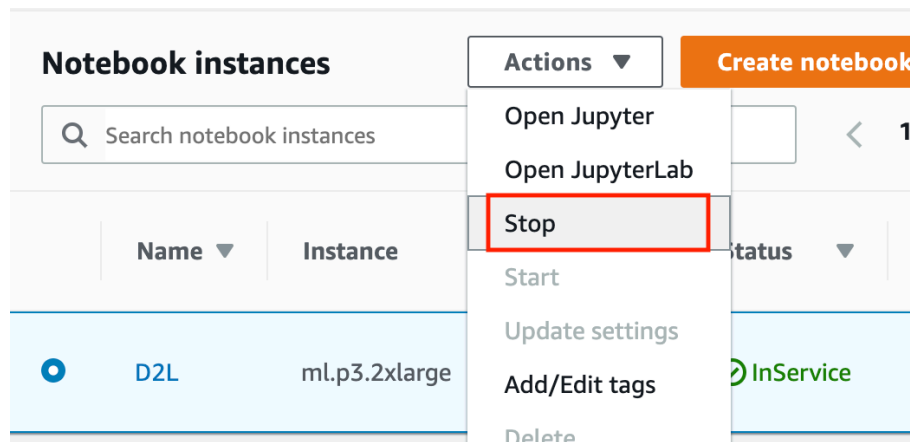 Notebook instances
Actions
Create notebook
Search notebook instances
1
Open Jupyter
Open JupyterLab
Stop
Start
Update settings
Add/Edit tags
Delete
Name
Instance
Status
D2L
ml.p3.2xlarge
InService